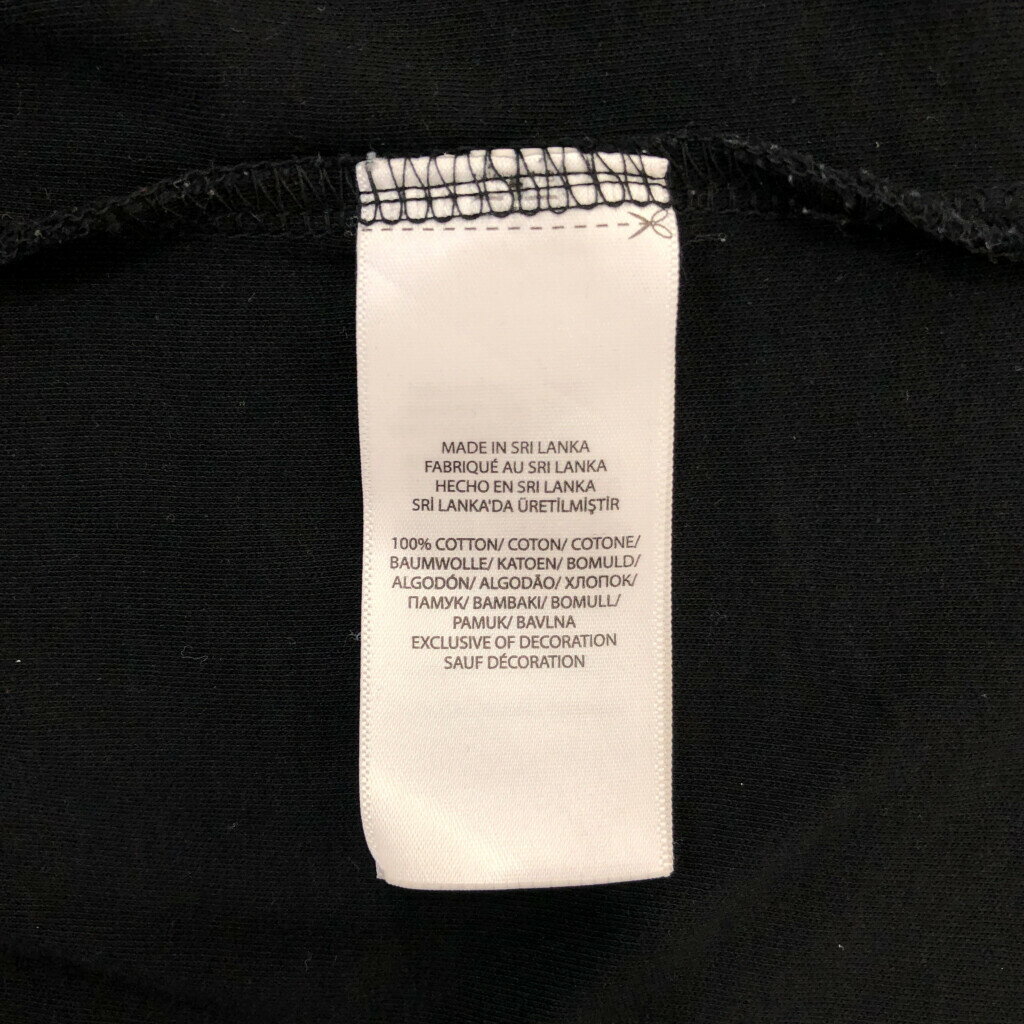 MADE IN SRI LANKA
FABRIQUÉ AU SRI LANKA
HECHO EN SRI LANKA
SRİ LANKA'DA ÜRETİLMİŞTİR
100% COTTON/ COTON/ COTONE/
BAUMWOLLE/ KATOEN/ BOMULD/
ALGODÓN/ ALGODÃO/ ХЛОПОК/
ПАМУК/ BAMBAKI/ BOMULL/
PAMUK/ BAVLNA
EXCLUSIVE OF DECORATION
SAUF DÉCORATION